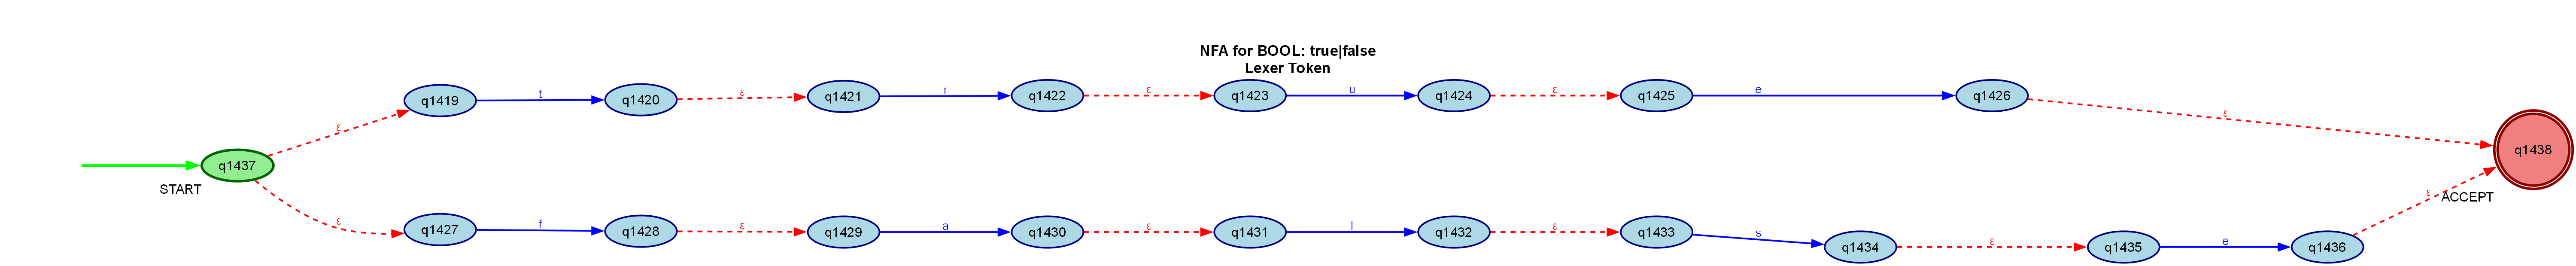 NFA for BOOL: true|false
Lexer Token
q1419 t q1420 ε q1421 r q1422 ε q1423 u q1424 ε q1425 e q1426 ε
ε
q1437 q1438
START ACCEPT
ε
q1427 f q1428 ε q1429 a q1430 ε q1431 l q1432 ε q1433 s q1434 ε q1435 e q1436 ε